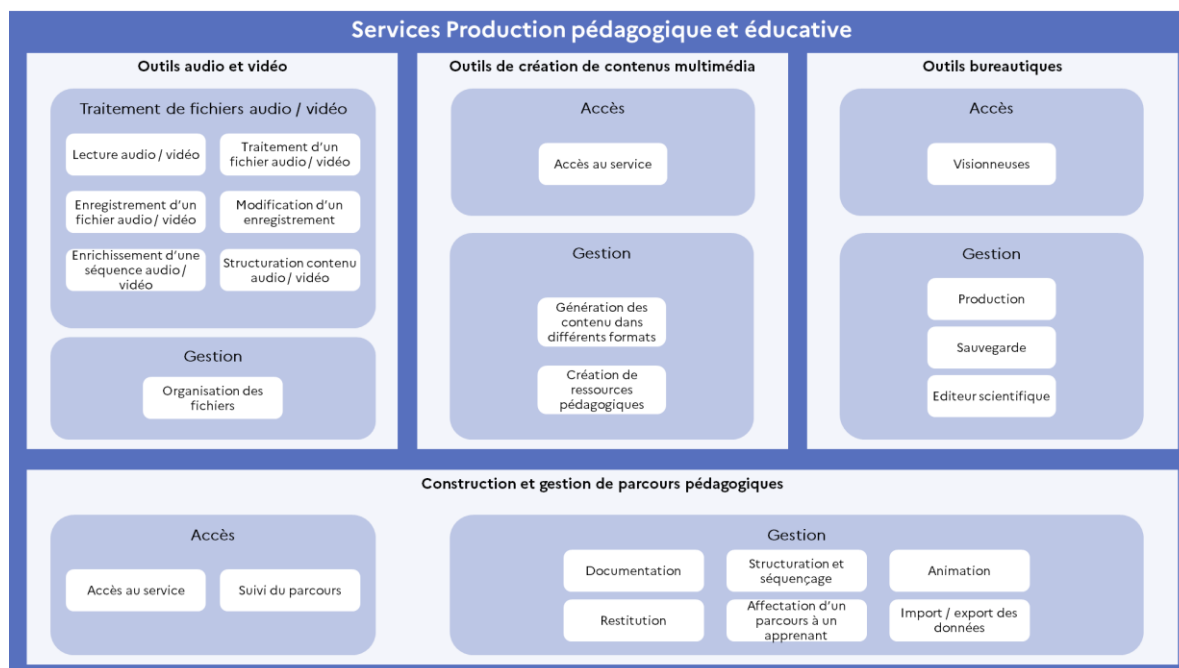 Services Production pédagogique et éducative
Outils audio et vidéo
Traitement de fichiers audio / vidéo
Lecture audio / vidéo
Traitement d'un
fichier audio / vidéo
Enregistrement d'un
fichier audio / vidéo
Modification d'un
enregistrement
Enrichissement d'une
séquence audio /
vidéo
Structuration contenu
audio / vidéo
Gestion
Organisation des
fichiers
Outils de création de contenus multimédia
Accès
Accès au service
Gestion
Génération des
contenu dans
différents formats
Création de
ressources
pédagogiques
Outils bureautiques
Accès
Visionneuses
Gestion
Production
Sauvegarde
Editeur scientifique
Construction et gestion de parcours pédagogiques
Accès
Accès au service
Suivi du parcours
Gestion
Documentation
Structuration et
séquençage
Animation
Restitution
Affectation d'un
parcours à un
apprenant
Import / export des
données